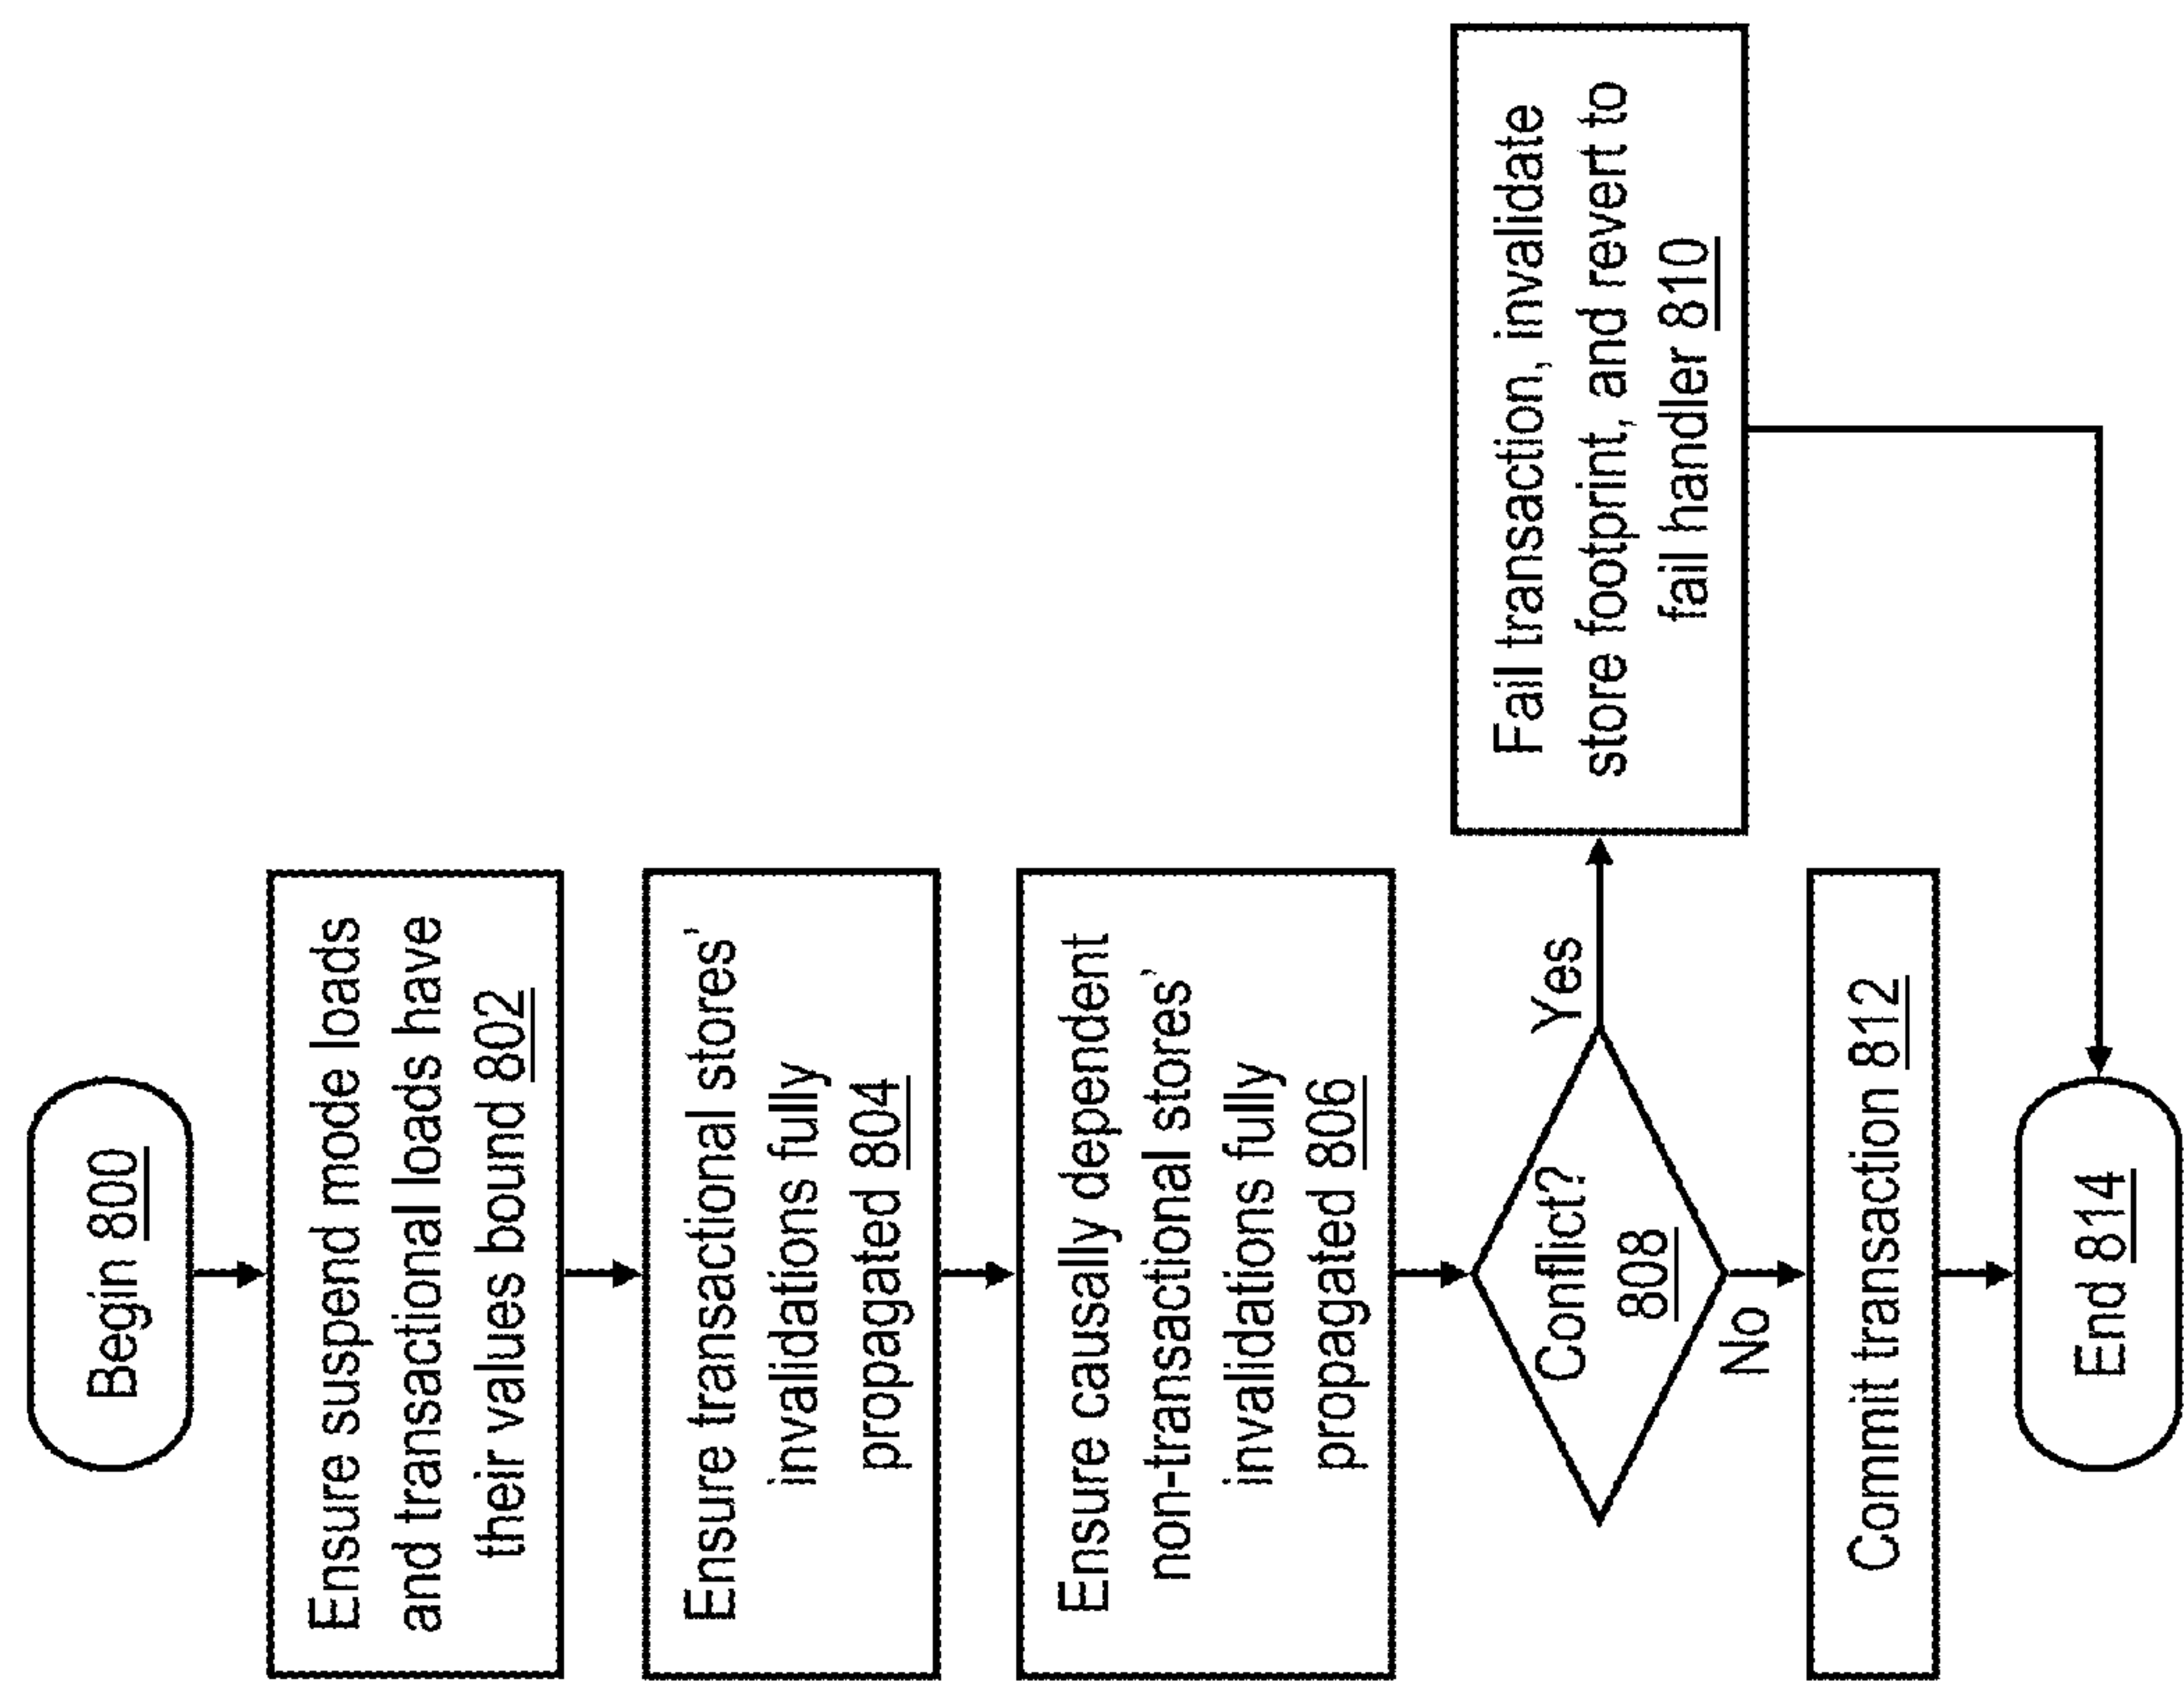 Begin 800
Ensure suspend mode loads
and transactional loads have
their values bound 802
Ensure transactional stores'
invalidations fully
propagated 804
Ensure causally dependent
non-transactional stores'
invalidations fully
propagated 806
Conflict?
808
Yes
Fail transaction, invalidate
store footprint, and revert to
fail handler 810
No
Commit transaction 812
End 814